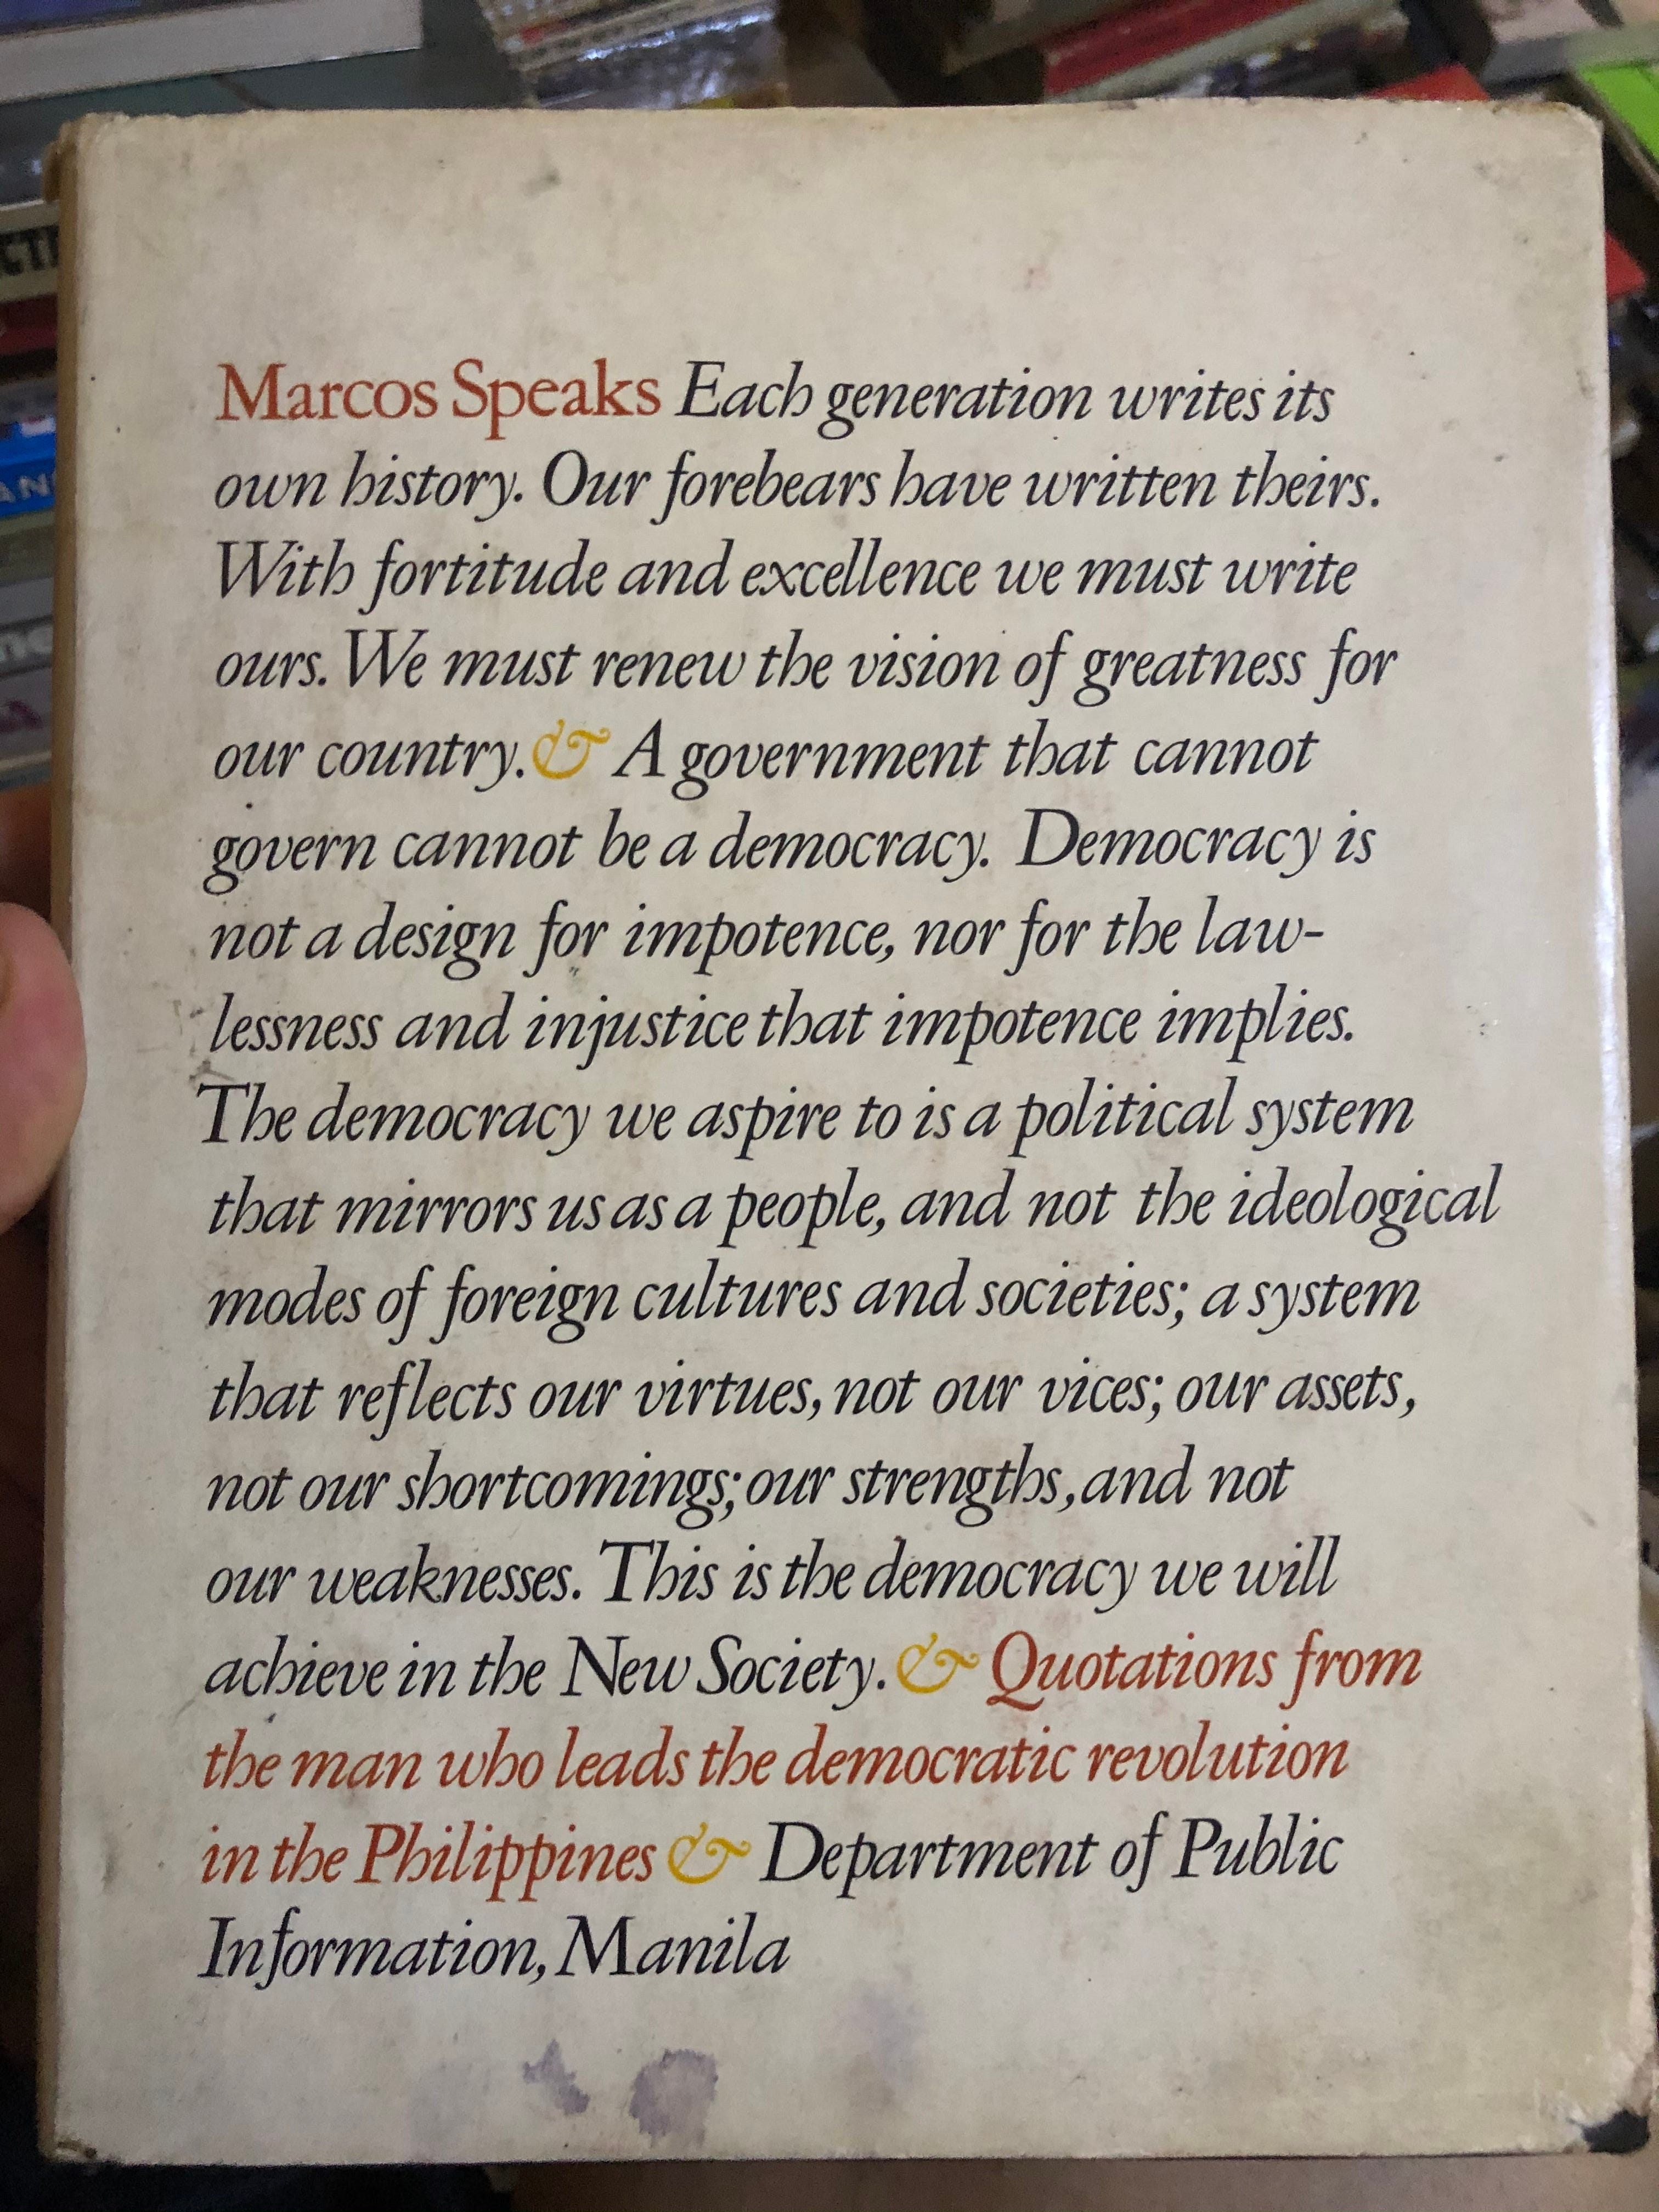 Marcos Speaks Each generation writes its
own history. Our forebears have written theirs.
With fortitude and excellence we must write
ours. We must renew the vision of greatness for
our country. & A government that cannot
govern cannot be a democracy. Democracy is
not a design for impotence, nor for the law-
lessness and injustice that impotence implies.
The democracy we aspire to is a political system
that mirrors us as a people, and not the ideological
modes of foreign cultures and societies; a system
that reflects our virtues, not our vices; our assets,
not our shortcomings; our strengths, and not
our weaknesses. This is the democracy we will
achieve in the New Society. & Quotations from
the man who leads the democratic revolution
in the Philippines & Department of Public
Information, Manila